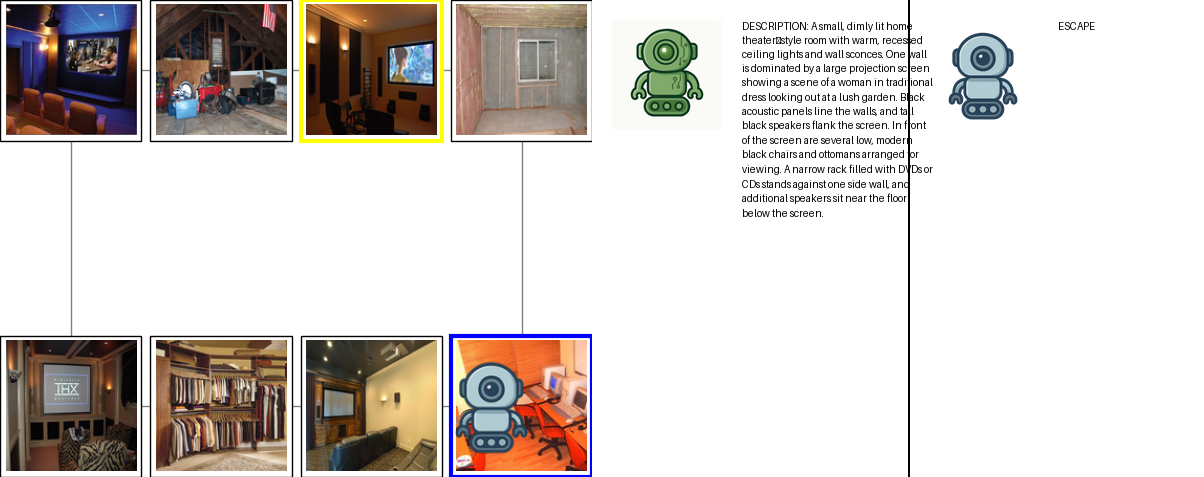 DESCRIPTION: A small, dimly lit home
theater style room with warm, recessed
ceiling lights and wall sconces. One wall
is dominated by a large projection screen
showing a scene of a woman in traditional
dress looking out at a lush garden. Black
acoustic panels line the walls, and tall
black speakers flank the screen. In front
of the screen are several low, modern
black chairs and ottomans arranged for
viewing. A narrow rack filled with DVDs or
CDs stands against one side wall, and
additional speakers sit near the floor
below the screen.
ESCAPE
THX